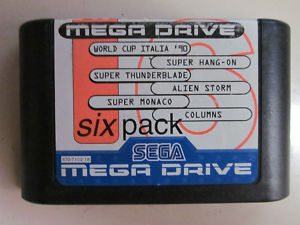 MEGA DRIVE
WORLD CUP ITALIA '90
SUPER HANG-ON
SUPER THUNDERBLADE
ALIEN STORM
SUPER MONACO
COLUMNS
six pack
SEGA
MEGA DRIVE